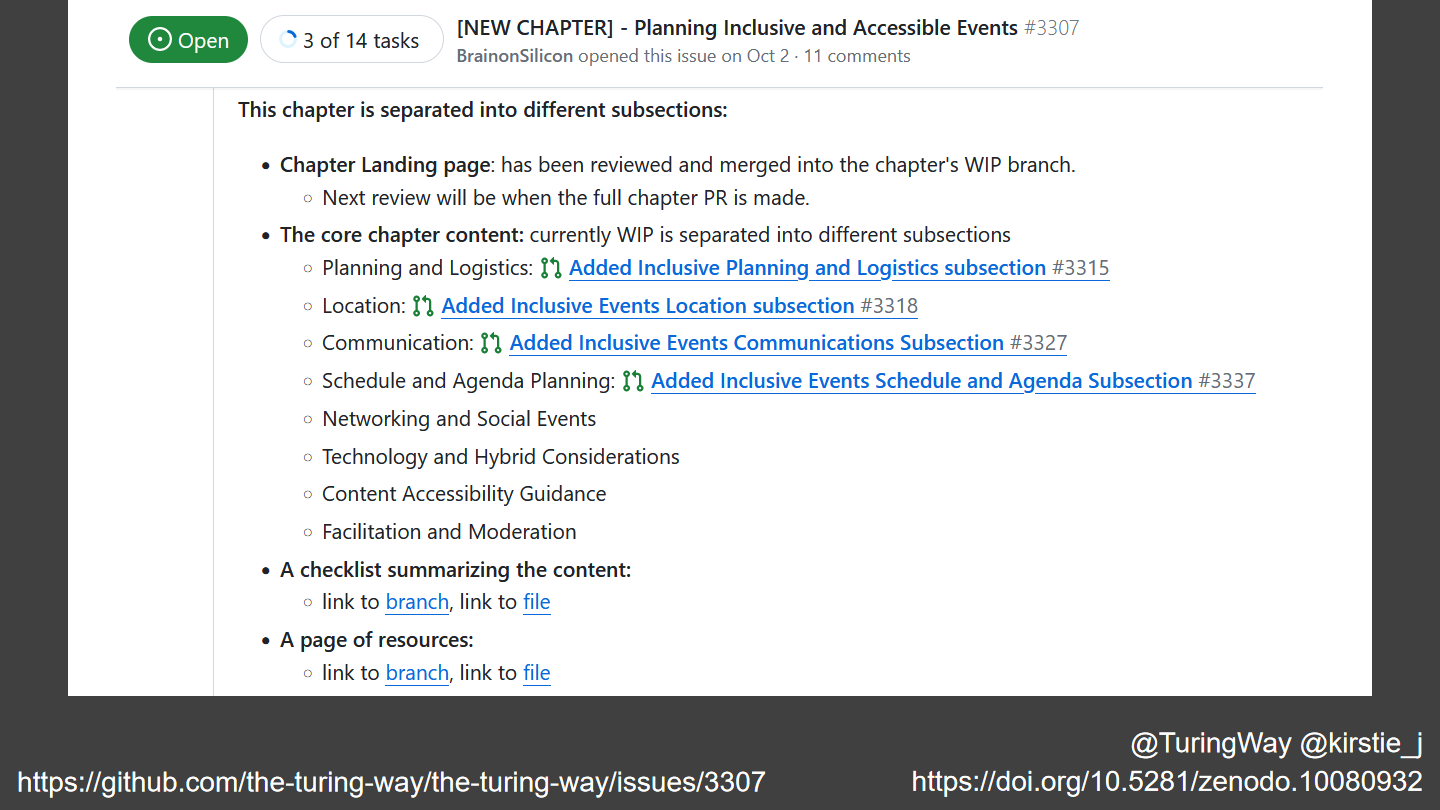 Open
3 of 14 tasks
[NEW CHAPTER] - Planning Inclusive and Accessible Events #3307
BrainonSilicon opened this issue on Oct 2 · 11 comments
This chapter is separated into different subsections:
• Chapter Landing page: has been reviewed and merged into the chapter's WIP branch.
○ Next review will be when the full chapter PR is made.
• The core chapter content: currently WIP is separated into different subsections
○ Planning and Logistics: Added Inclusive Planning and Logistics subsection #3315
○ Location: Added Inclusive Events Location subsection #3318
○ Communication: Added Inclusive Events Communications Subsection #3327
○ Schedule and Agenda Planning: Added Inclusive Events Schedule and Agenda Subsection #3337
○ Networking and Social Events
○ Technology and Hybrid Considerations
○ Content Accessibility Guidance
○ Facilitation and Moderation
• A checklist summarizing the content:
○ link to branch, link to file
• A page of resources:
○ link to branch, link to file
@TuringWay @kirstie_j
https://github.com/the-turing-way/the-turing-way/issues/3307
https://doi.org/10.5281/zenodo.10080932